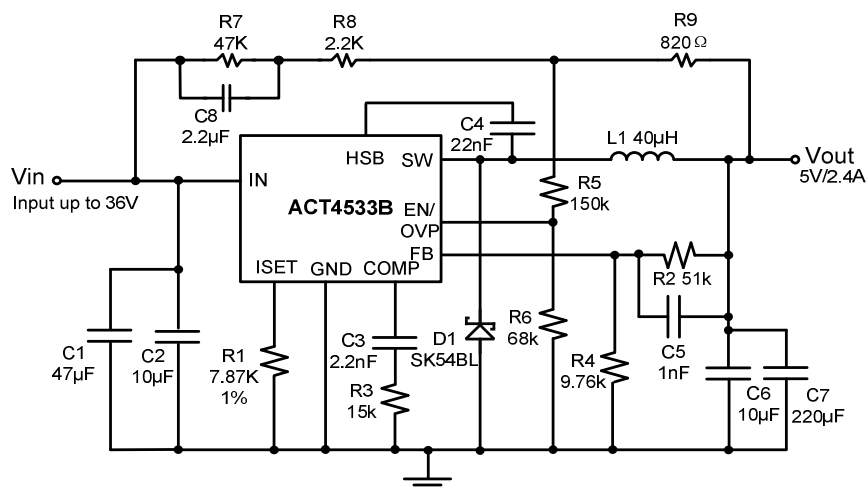 R7
47K
R8
2.2K
R9
820 Ω
C8
2.2µF
C4
22nF
L1 40µH
HSB
SW
Vin
Input up to 36V
IN
ACT4533B
EN/
OVP
FB
ISET
GND
COMP
R5
150k
Vout
5V/2.4A
R2 51k
C1
47µF
C2
10µF
R1
7.87K
1%
C3
2.2nF
R3
15k
D1
SK54BL
R6
68k
R4
9.76k
C5
1nF
C6
10µF
C7
220µF